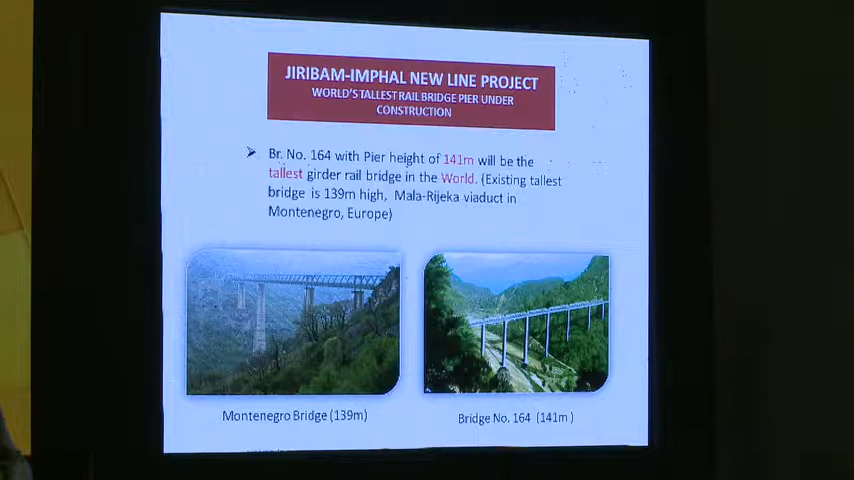 JIRIBAM-IMPHAL NEW LINE PROJECT
WORLD'S TALLEST RAIL BRIDGE PIER UNDER
CONSTRUCTION
Br. No. 164 with Pier height of 141m will be the
tallest girder rail bridge in the World. (Existing tallest
bridge is 139m high, Mala-Rijeka viaduct in
Montenegro, Europe)
Montenegro Bridge (139m)
Bridge No. 164 (141m )